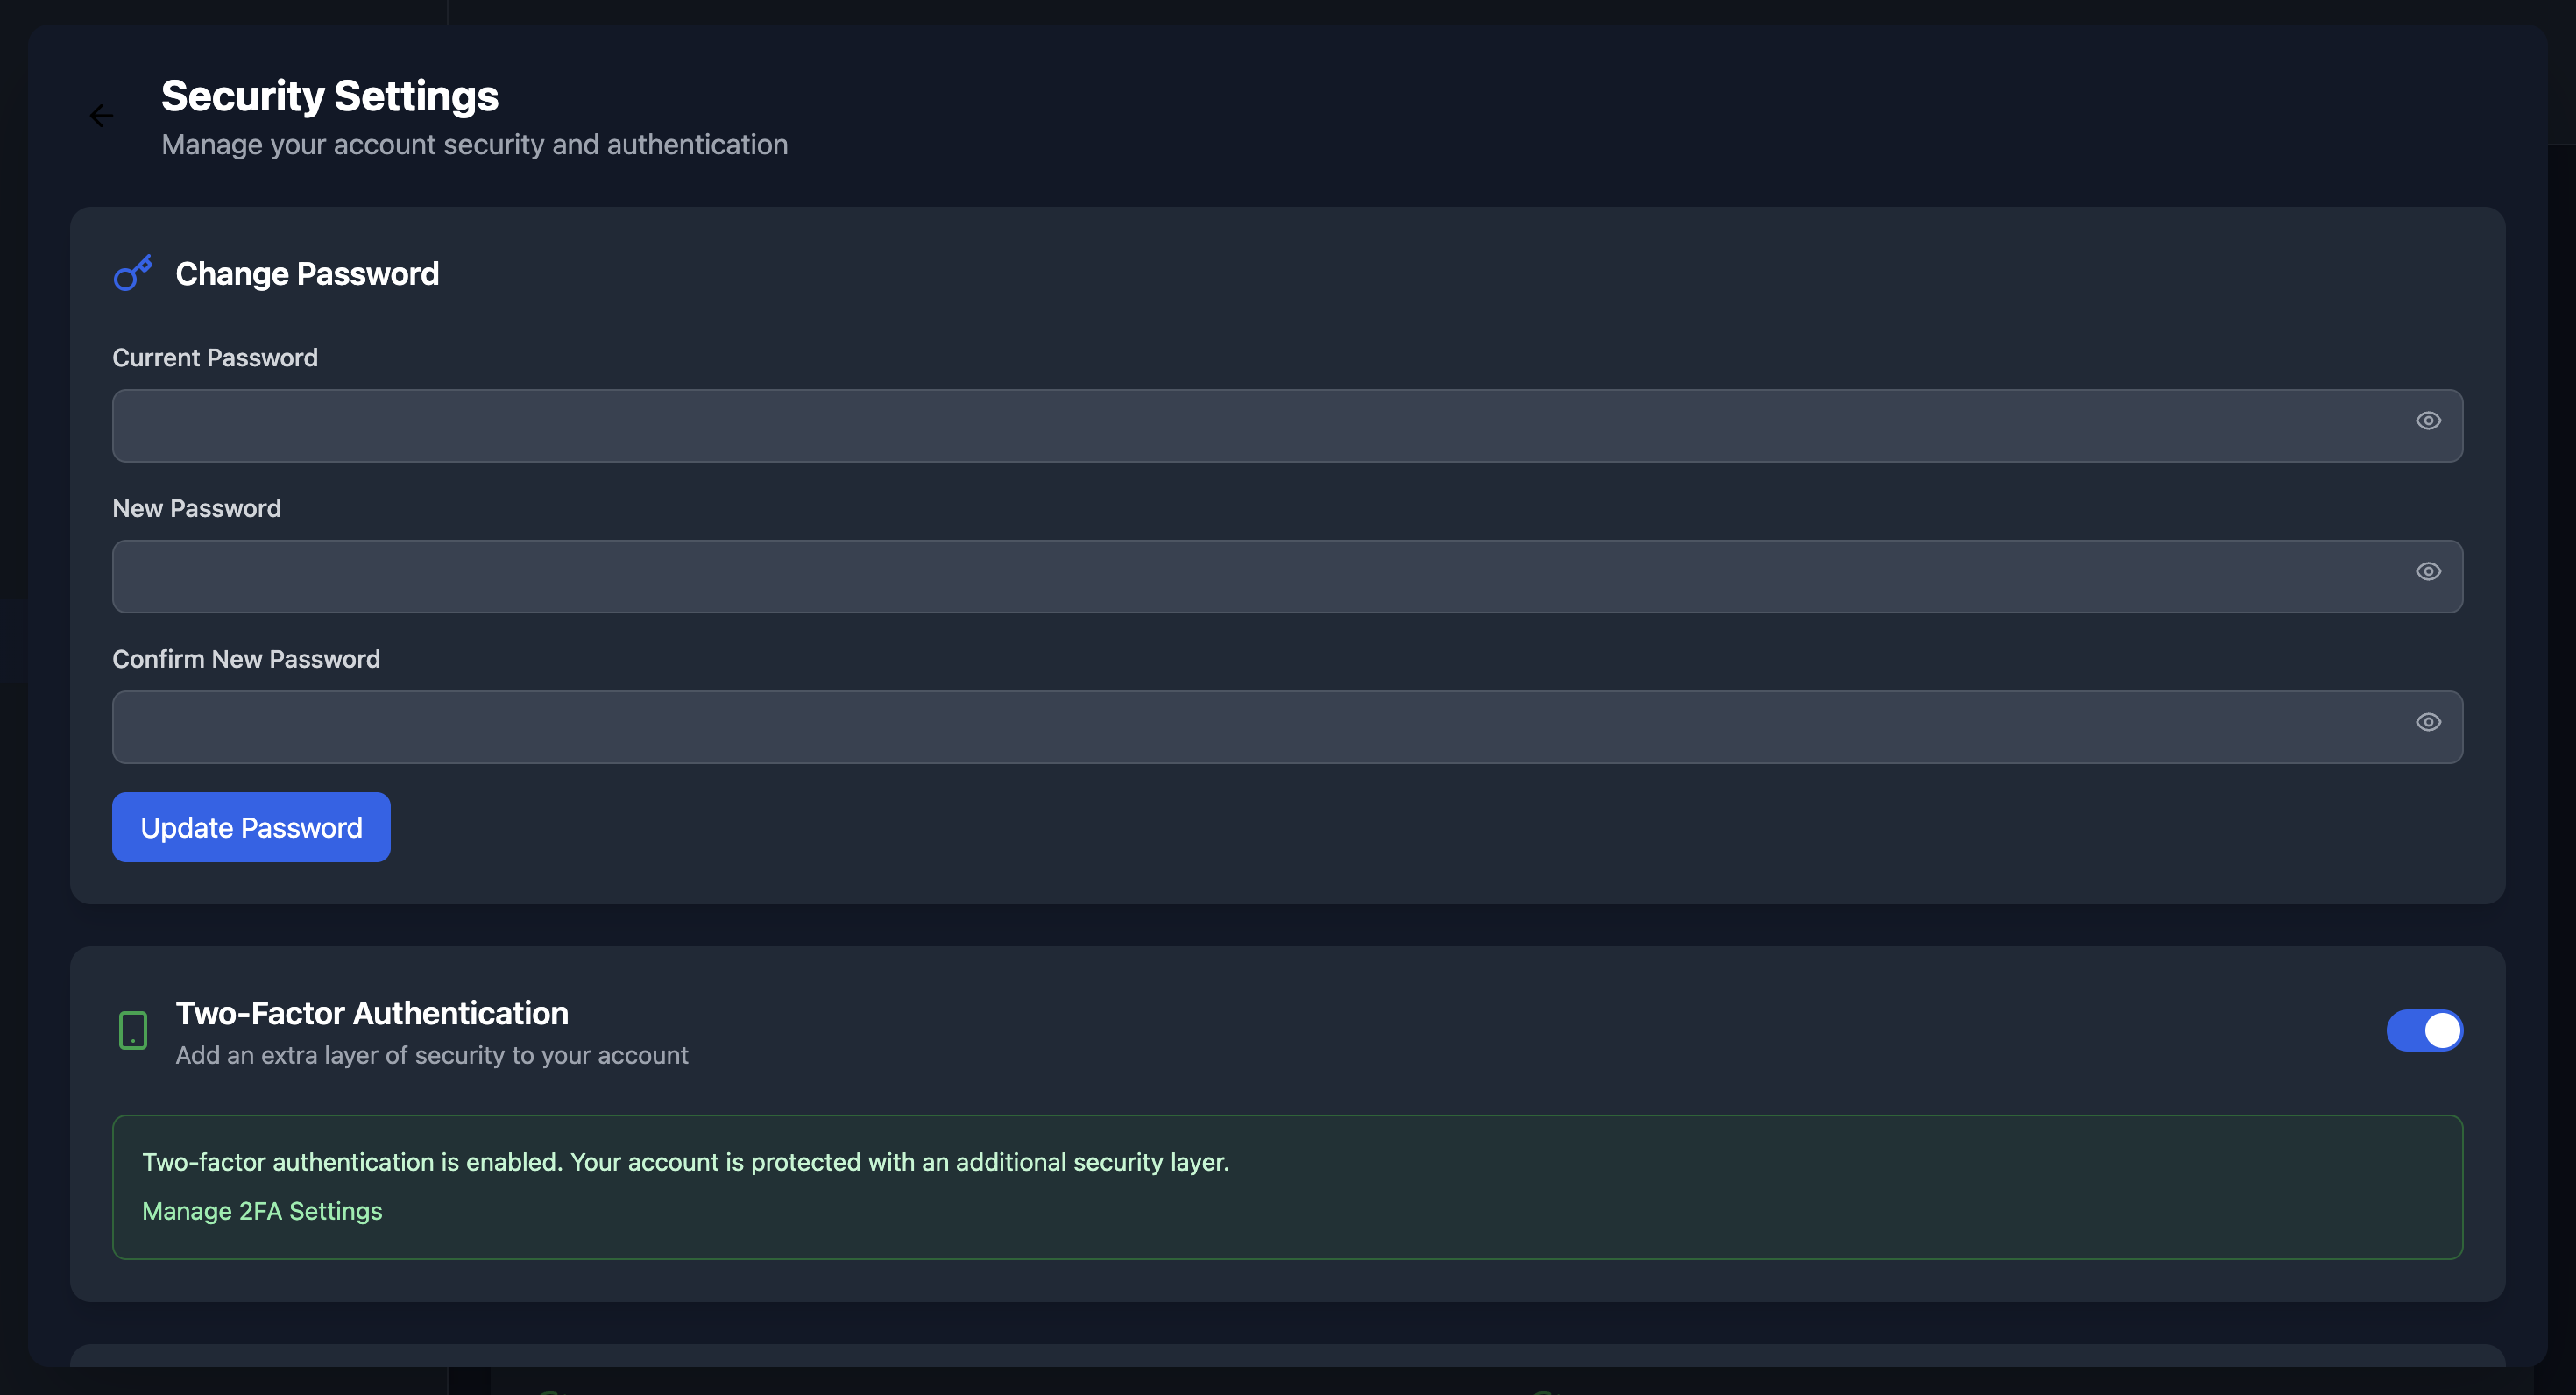 Security Settings
Manage your account security and authentication
Change Password
Current Password
New Password
Confirm New Password
Update Password
Two-Factor Authentication
Add an extra layer of security to your account
Two-factor authentication is enabled. Your account is protected with an additional security layer.
Manage 2FA Settings